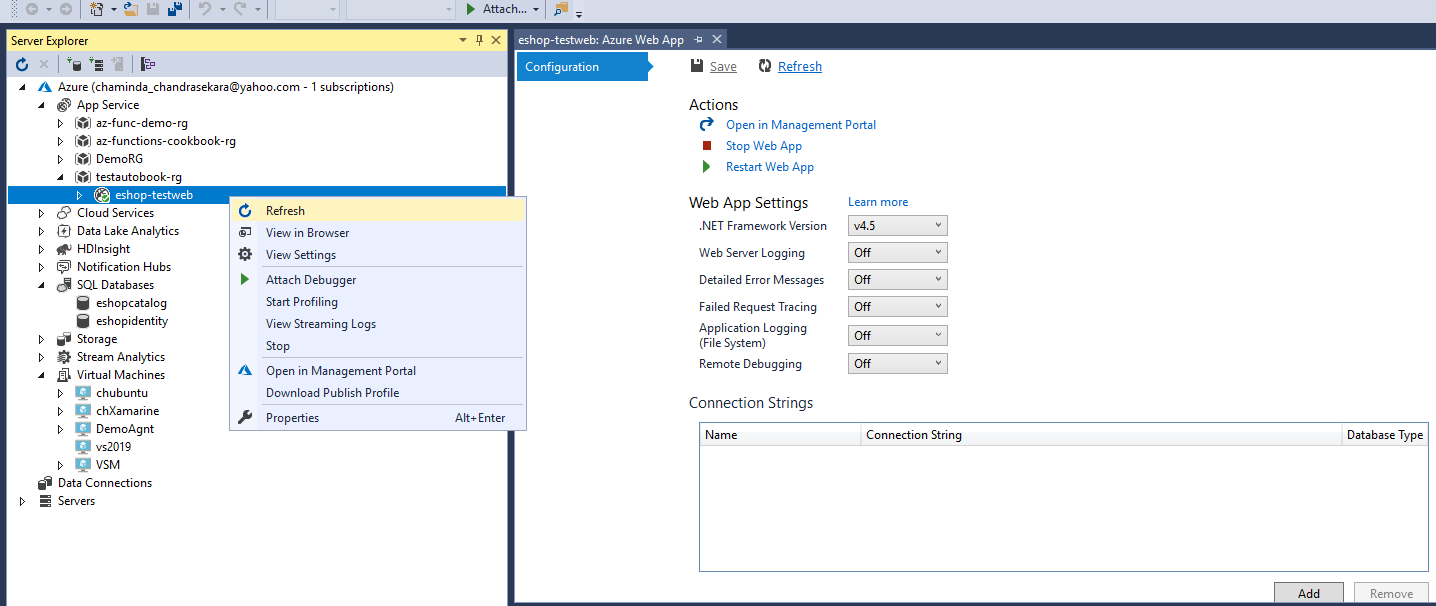 Attach...
Server Explorer
Azure (chaminda_chandrasekara@yahoo.com - 1 subscriptions)
App Service
az-func-demo-rg
az-functions-cookbook-rg
DemoRG
testautobook-rg
eshop-testweb
Cloud Services
Data Lake Analytics
HDInsight
Notification Hubs
SQL Databases
eshopcatalog
eshopidentity
Storage
Stream Analytics
Virtual Machines
chubuntu
chXamarine
DemoAgnt
vs2019
VSM
Data Connections
Servers
Refresh
View in Browser
View Settings
Attach Debugger
Start Profiling
View Streaming Logs
Stop
Open in Management Portal
Download Publish Profile
Properties Alt+Enter
eshop-testweb: Azure Web App
Configuration
Save Refresh
Actions
Open in Management Portal
Stop Web App
Restart Web App
Web App Settings Learn more
.NET Framework Version v4.5
Web Server Logging Off
Detailed Error Messages Off
Failed Request Tracing Off
Application Logging
(File System) Off
Remote Debugging Off
Connection Strings
Name Connection String Database Type
Add Remove